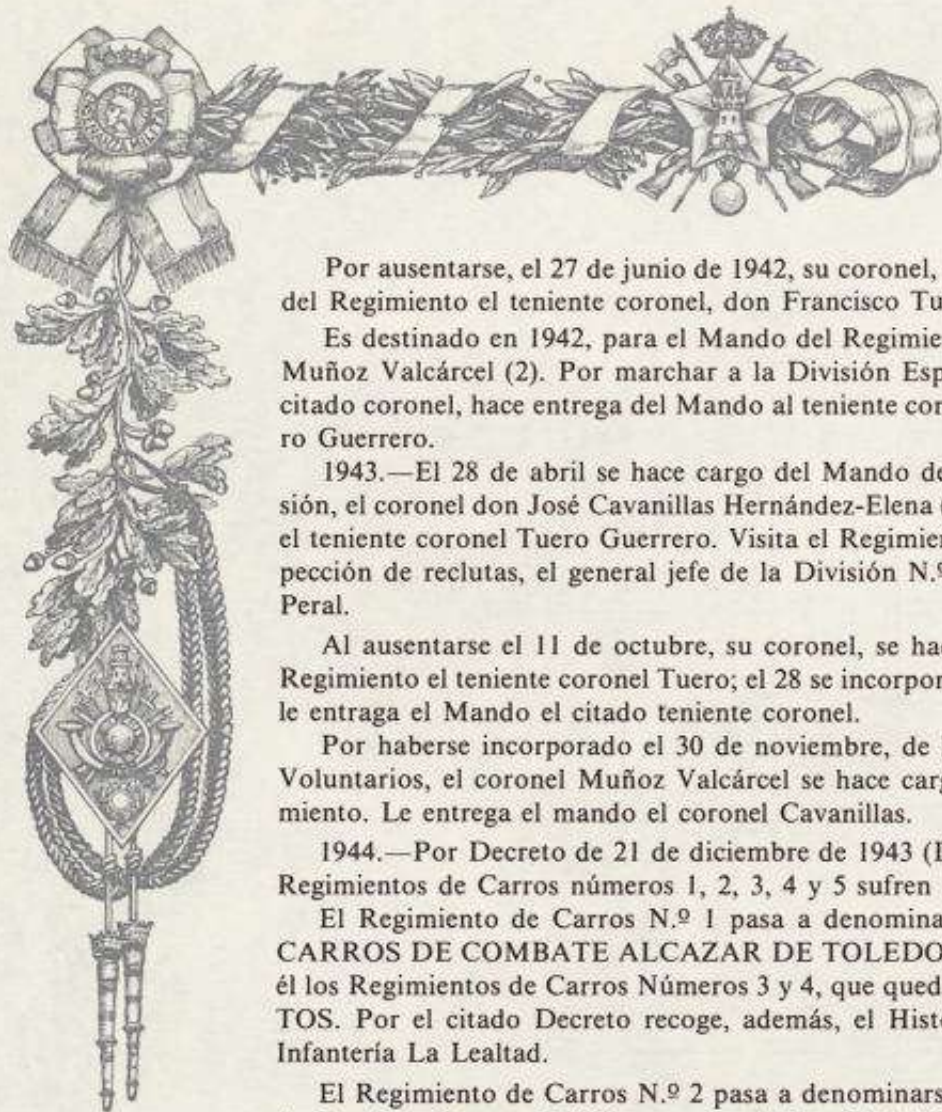 Por ausentarse, el 27 de junio de 1942, su coronel,
del Regimiento el teniente coronel, don Francisco Tu
Es destinado en 1942, para el Mando del Regimie
Muñoz Valcárcel (2). Por marchar a la División Esp
citado coronel, hace entrega del Mando al teniente cor
ro Guerrero.
1943.—El 28 de abril se hace cargo del Mando de
sión, el coronel don José Cavanillas Hernández-Elena
el teniente coronel Tuero Guerrero. Visita el Regimien
pección de reclutas, el general jefe de la División N.º
Peral.
Al ausentarse el 11 de octubre, su coronel, se ha
Regimiento el teniente coronel Tuero; el 28 se incorpor
le entraga el Mando el citado teniente coronel.
Por haberse incorporado el 30 de noviembre, de
Voluntarios, el coronel Muñoz Valcárcel se hace carg
miento. Le entrega el mando el coronel Cavanillas.
1944.—Por Decreto de 21 de diciembre de 1943 (I
Regimientos de Carros números 1, 2, 3, 4 y 5 sufren
El Regimiento de Carros N.º 1 pasa a denomina
CARROS DE COMBATE ALCAZAR DE TOLEDO
él los Regimientos de Carros Números 3 y 4, que qued
TOS. Por el citado Decreto recoge, además, el Histo
Infantería La Lealtad.
El Regimiento de Carros N.º 2 pasa a denominars